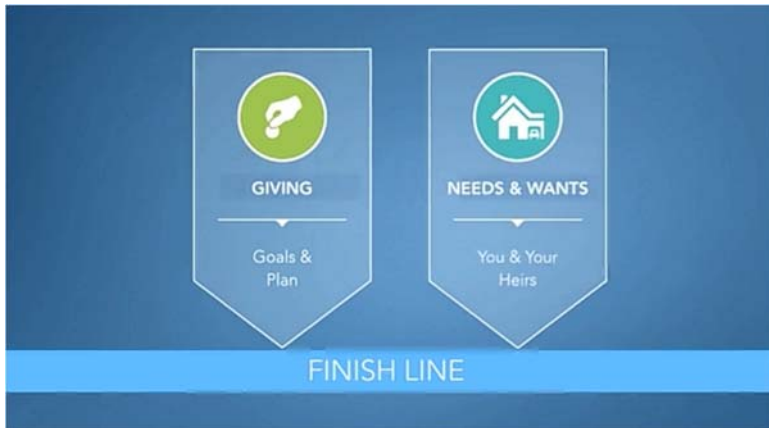 GIVING
Goals &
Plan
NEEDS & WANTS
You & Your
Heirs
FINISH LINE